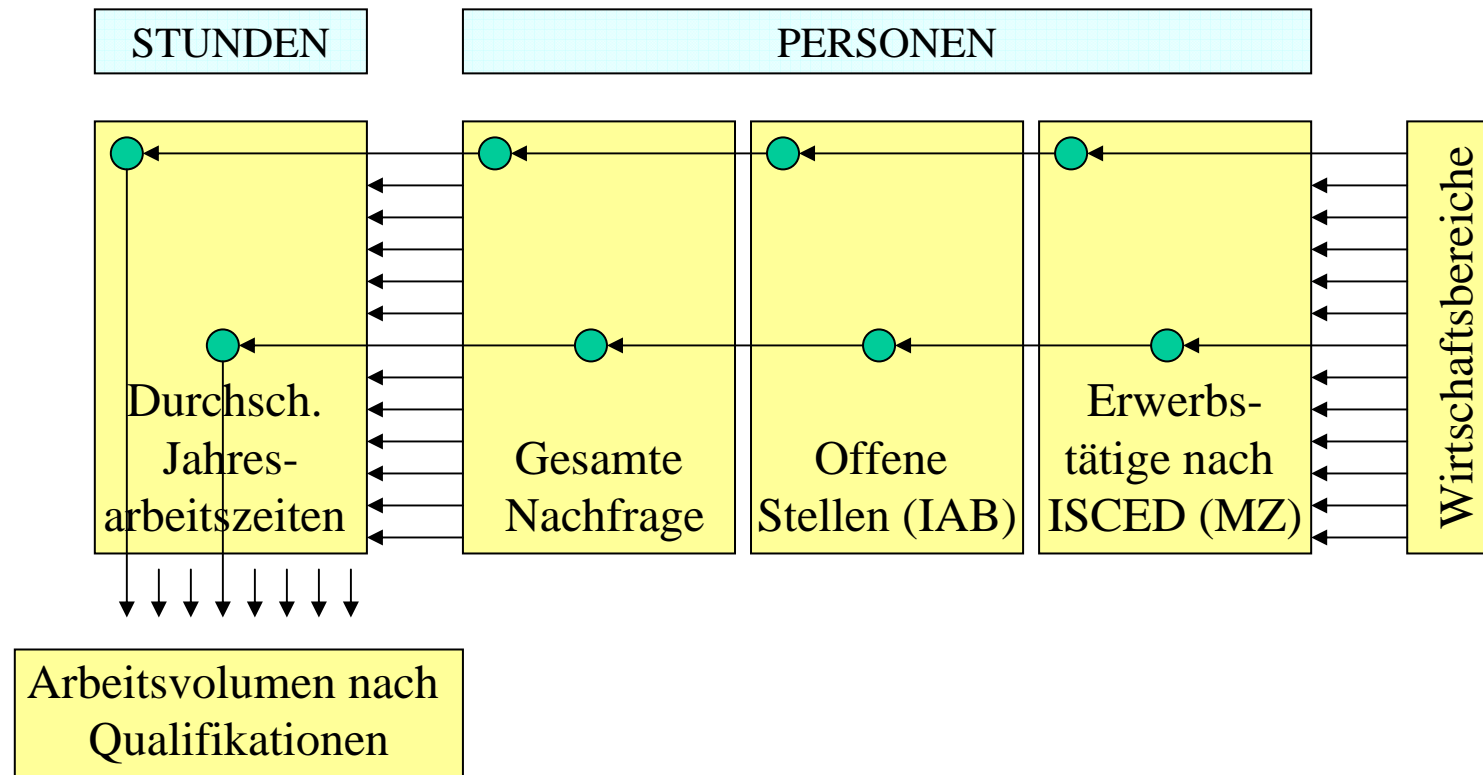 STUNDEN
PERSONEN
Durchsch.
Jahres-
arbeitszeiten
Gesamte
Nachfrage
Offene
Stellen (IAB)
Erwerbs-
tätige nach
ISCED (MZ)
Wirtschaftsbereiche
Arbeitsvolumen nach
Qualifikationen